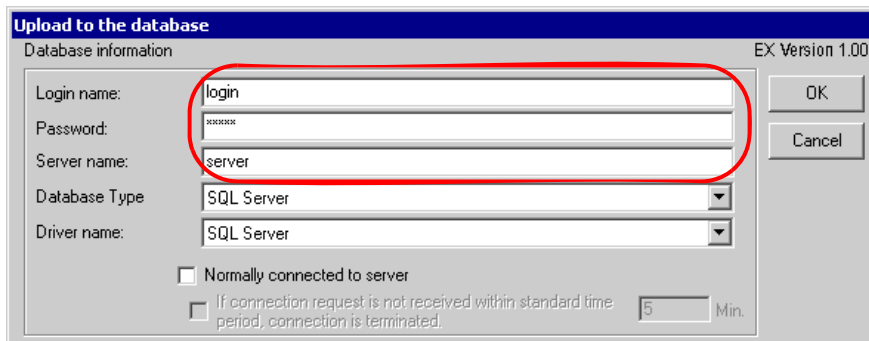 Upload to the database
Database information EX Version 1.00
Login name: login OK
Password: xxxxx
Cancel
Server name: server
Database Type SQL Server
Driver name: SQL Server
Normally connected to server
If connection request is not received within standard time
period, connection is terminated. 5 Min.